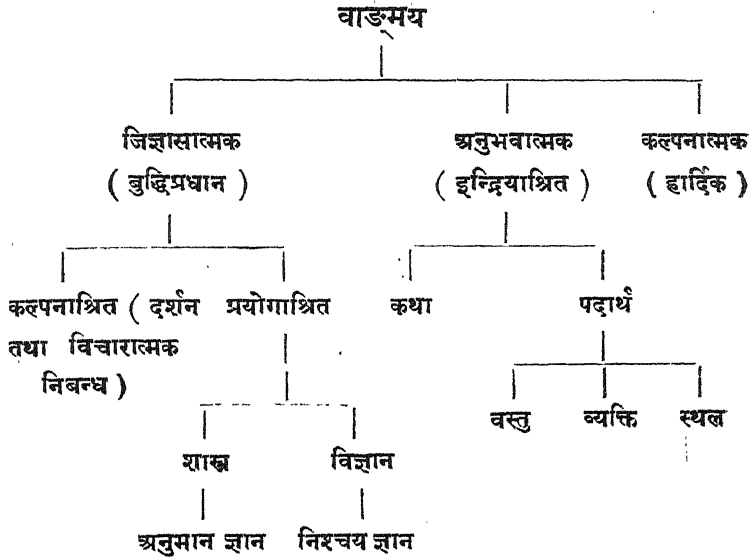 वाङ्मय
जिज्ञासात्मक अनुभवात्मक कल्पनात्मक
( बुद्धिप्रधान ) ( इन्द्रियाश्रित ) ( हार्दिक )
कल्पनाश्रित ( दर्शन प्रयोगाश्रित कथा पदार्थ
तथा विचारात्मक
निबन्ध )
वस्तु व्यक्ति स्थल
शास्त्र विज्ञान
अनुमान ज्ञान निश्चय ज्ञान